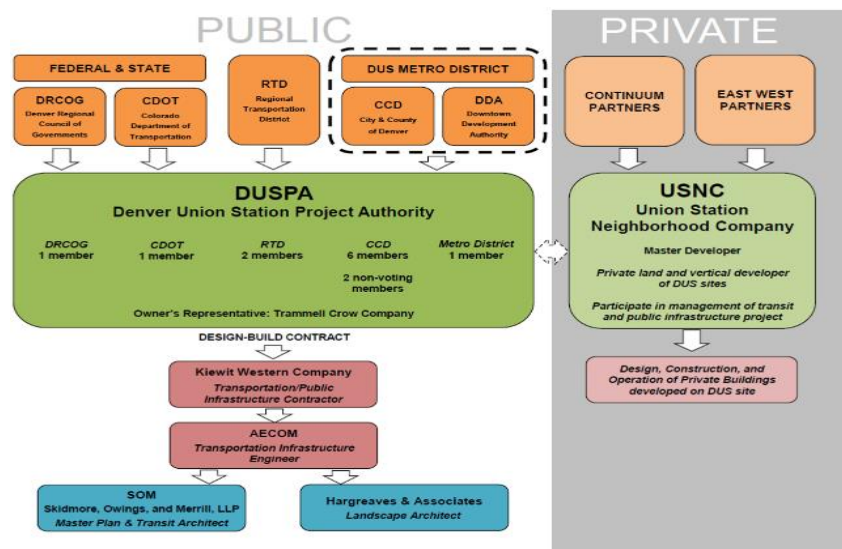 PUBLIC
PRIVATE
FEDERAL & STATE
DRCOG
Denver Regional
Council of
Governments
CDOT
Colorado
Department of
Transportation
RTD
Regional
Transportation
District
DUS METRO DISTRICT
CCD
City & County
of Denver
DDA
Downtown
Development
Authority
CONTINUUM
PARTNERS
EAST WEST
PARTNERS
DUSPA
Denver Union Station Project Authority
DRCOG
1 member
CDOT
1 member
RTD
2 members
CCD
6 members
2 non-voting
members
Metro District
1 member
Owner's Representative: Trammell Crow Company
USNC
Union Station
Neighborhood Company
Master Developer
Private land and vertical developer
of DUS sites
Participate in management of transit
and public infrastructure project
DESIGN-BUILD CONTRACT
Kiewit Western Company
Transportation/Public
Infrastructure Contractor
AECOM
Transportation Infrastructure
Engineer
SOM
Skidmore, Owings, and Merrill, LLP
Master Plan & Transit Architect
Hargreaves & Associates
Landscape Architect
Design, Construction, and
Operation of Private Buildings
developed on DUS site